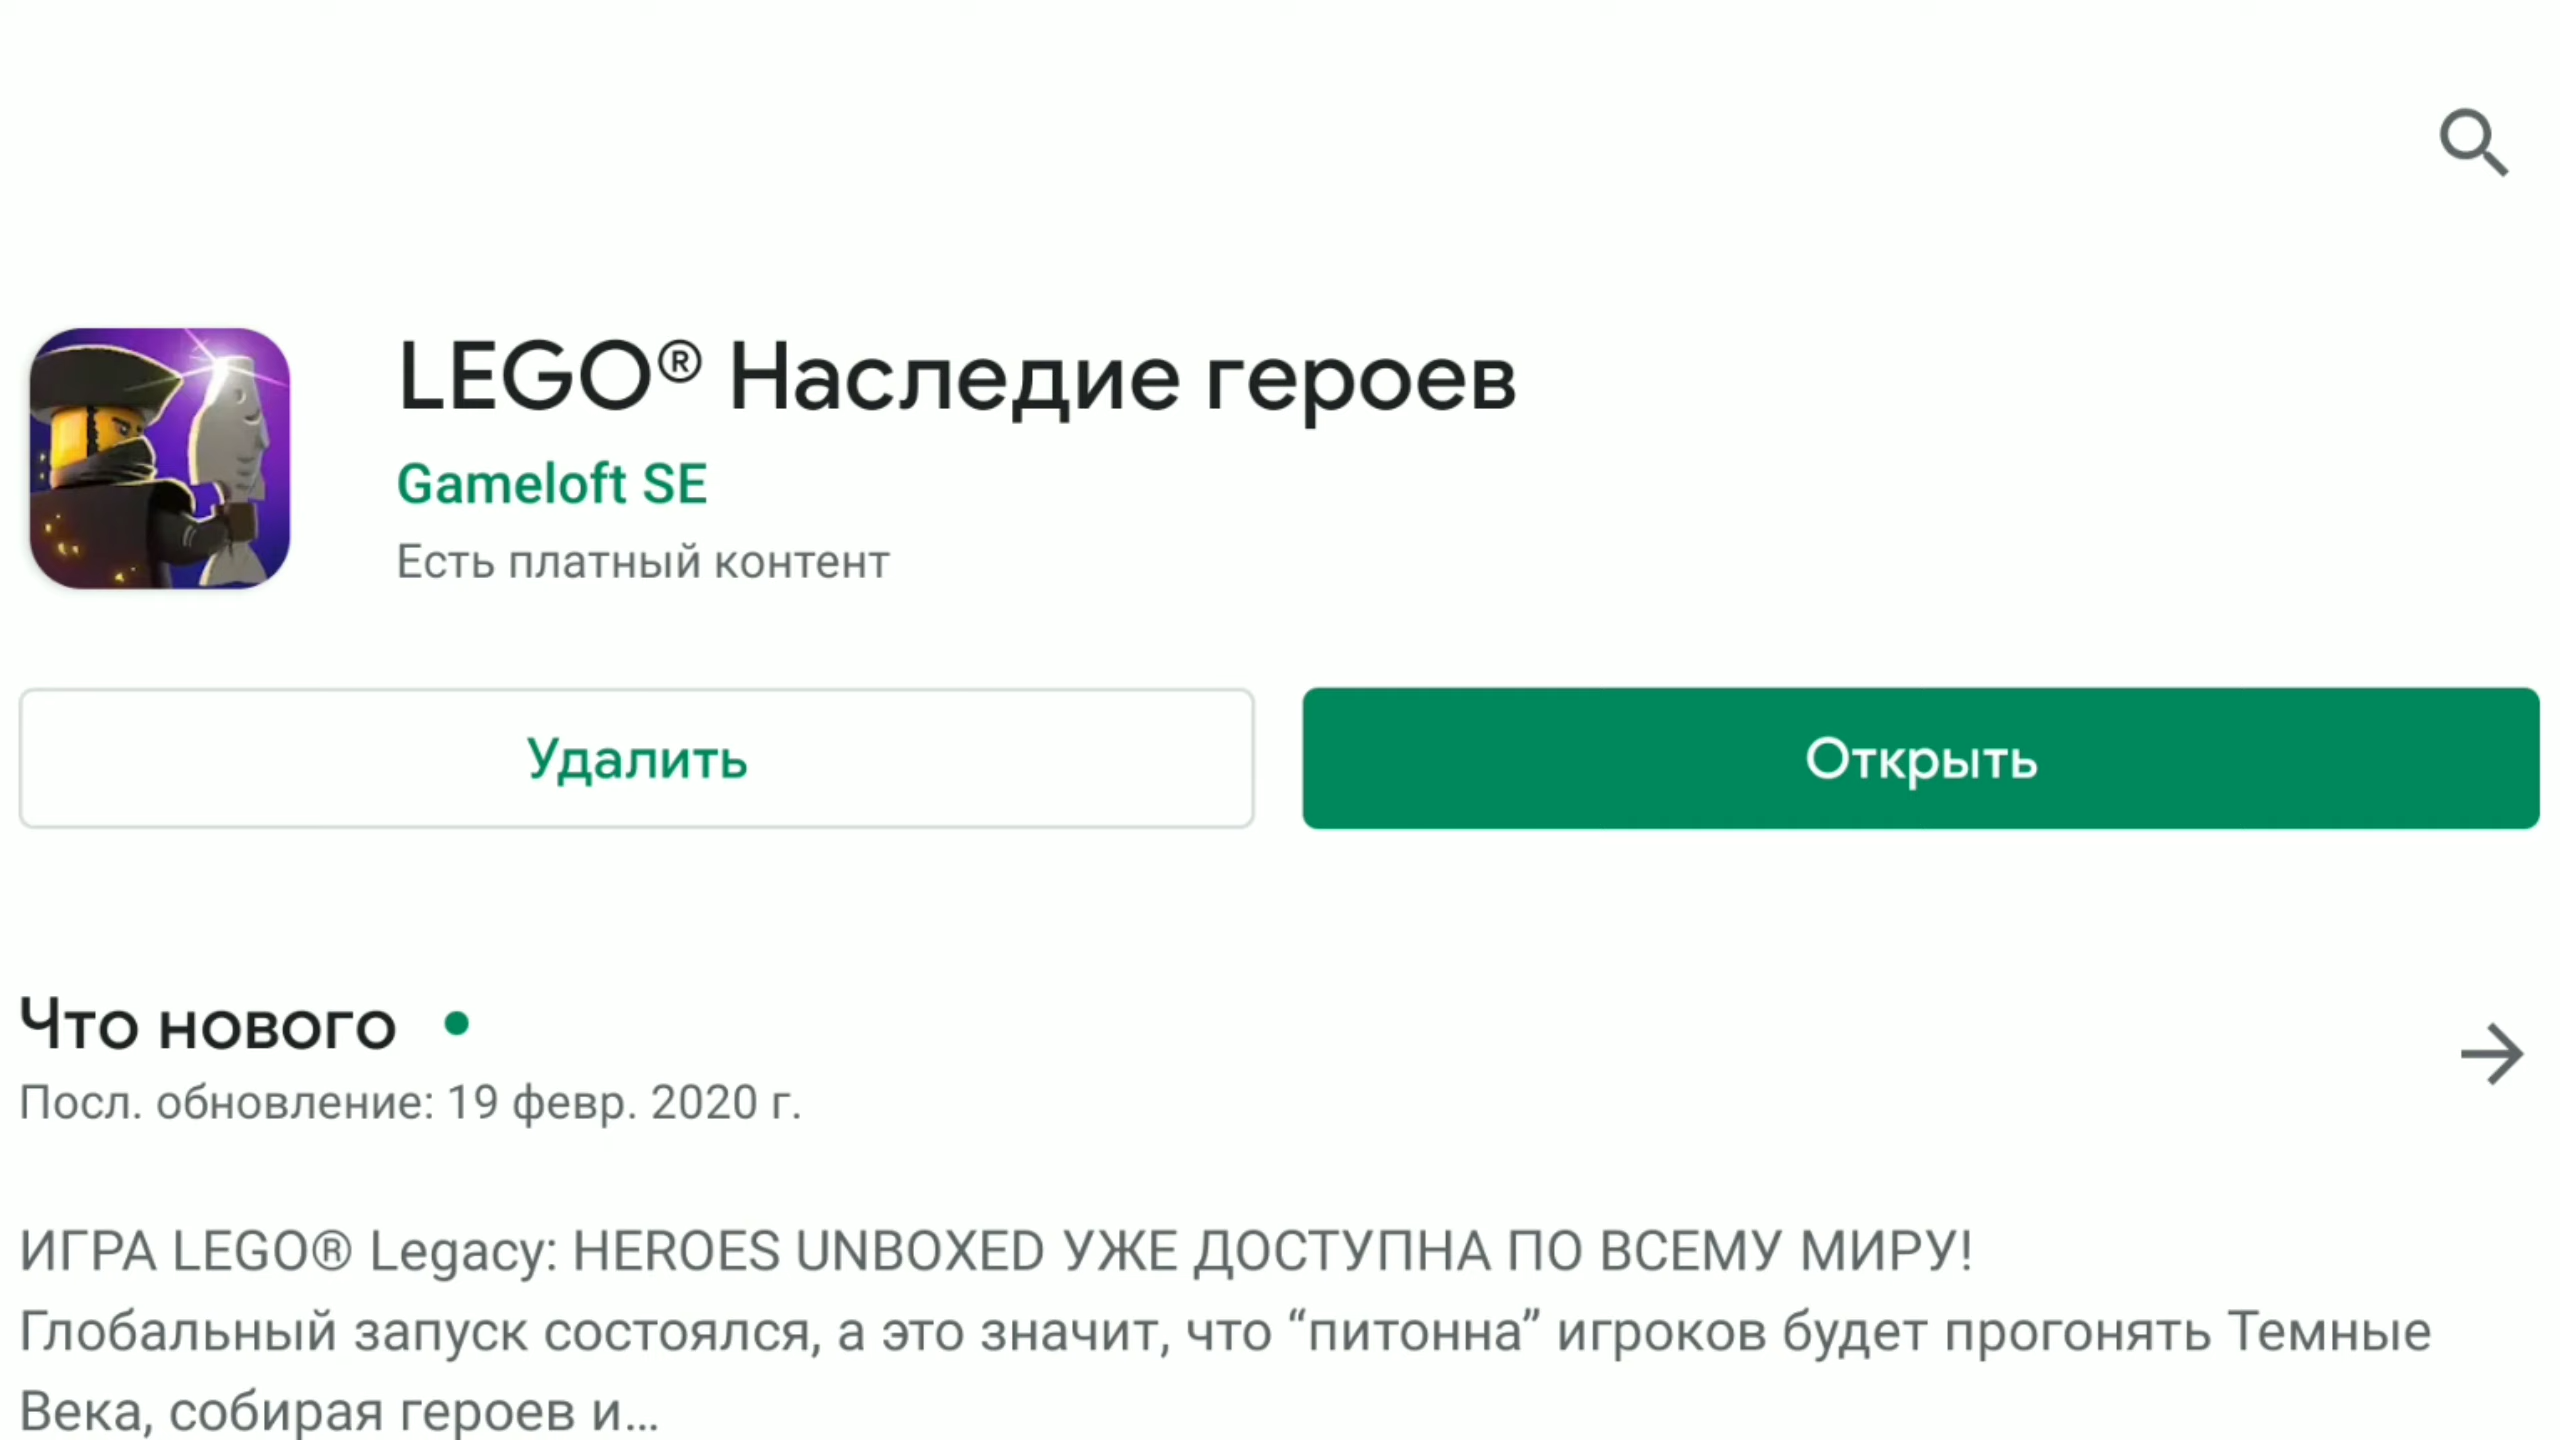 LEGO® Наследие героев
Gameloft SE
Есть платный контент
Удалить
Открыть
Что нового
Посл. обновление: 19 февр. 2020 г.
ИГРА LEGO® Legacy: HEROES UNBOXED УЖЕ ДОСТУПНА ПО ВСЕМУ МИРУ!
Глобальный запуск состоялся, а это значит, что “питонна” игроков будет прогонять Темные
Века, собирая героев и...